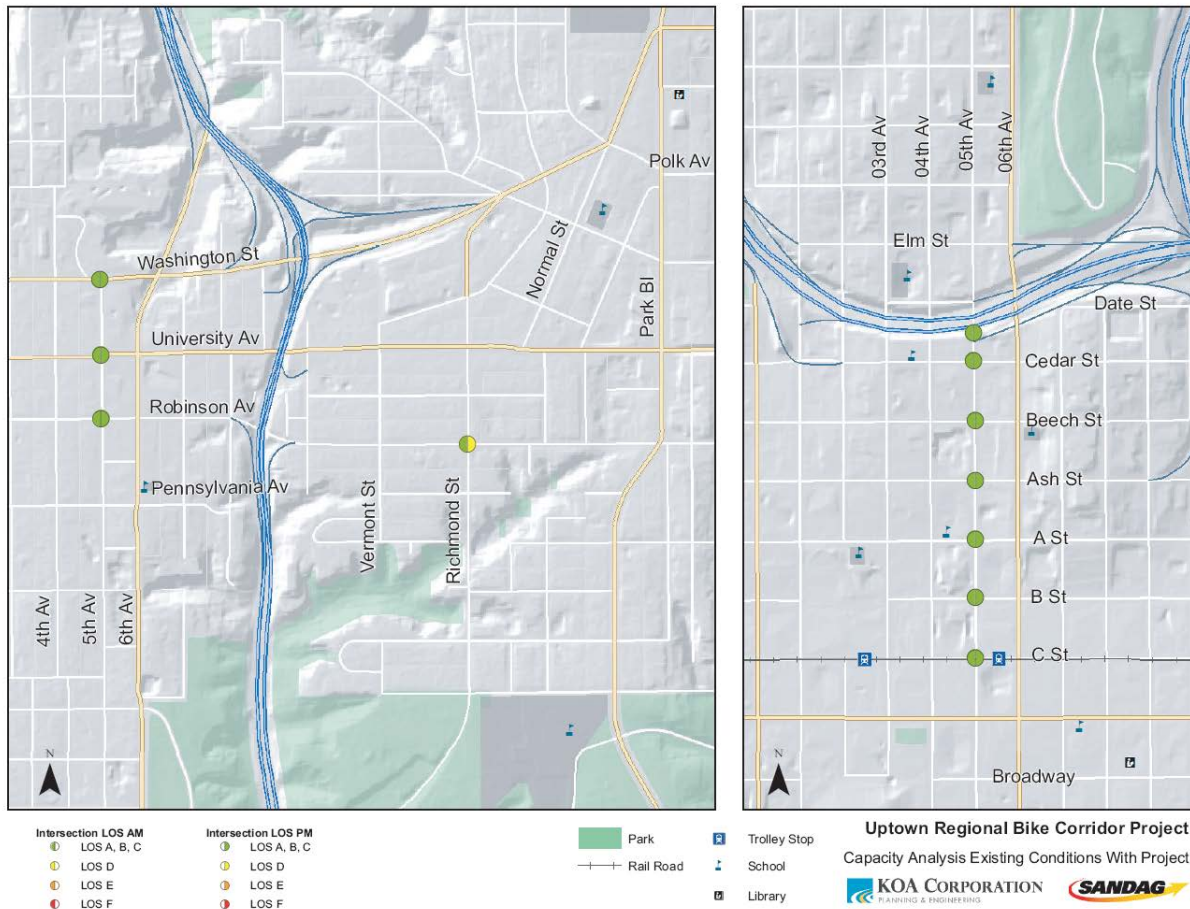 Polk Av
Washington St
Normal St
Park Bl
University Av
Robinson Av
Pennsylvania Av
Vermont St
Richmond St
4th Av
5th Av
6th Av
N
03rd Av
04th Av
05th Av
06th Av
Elm St
Date St
Cedar St
Beech St
Ash St
A St
B St
C St
Broadway
N
Intersection LOS AM
LOS A, B, C
LOS D
LOS E
LOS F
Intersection LOS PM
LOS A, B, C
LOS D
LOS E
LOS F
Park
Rail Road
Trolley Stop
School
Library
Uptown Regional Bike Corridor Project
Capacity Analysis Existing Conditions With Project
KOA CORPORATION
PLANNING & ENGINEERING
SANDAG